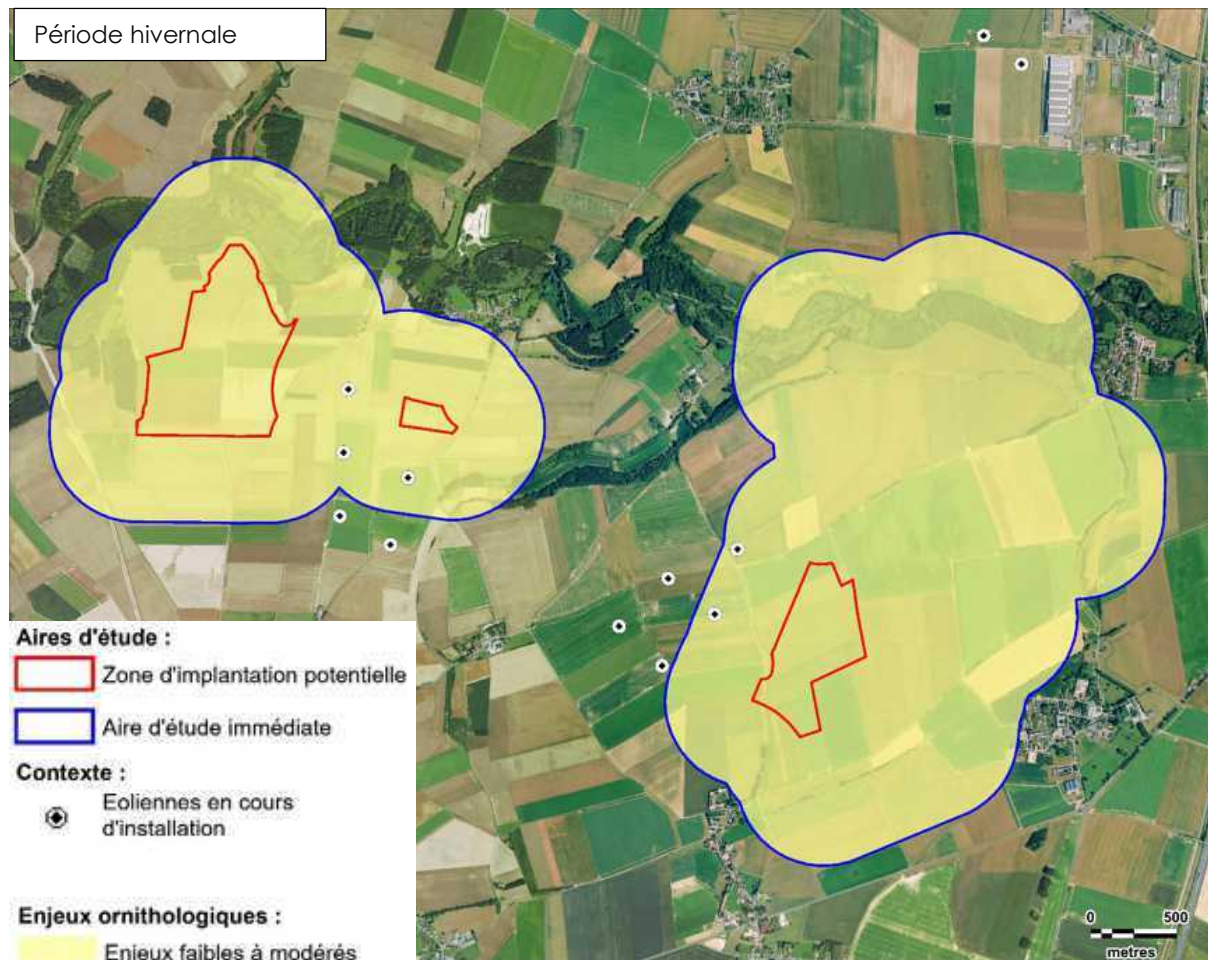 Période hivernale
Aires d'étude :
Zone d'implantation potentielle
Aire d'étude immédiate
Contexte :
Eoliennes en cours
d'installation
Enjeux ornithologiques :
Enjeux faibles à modérés
0 500
metres